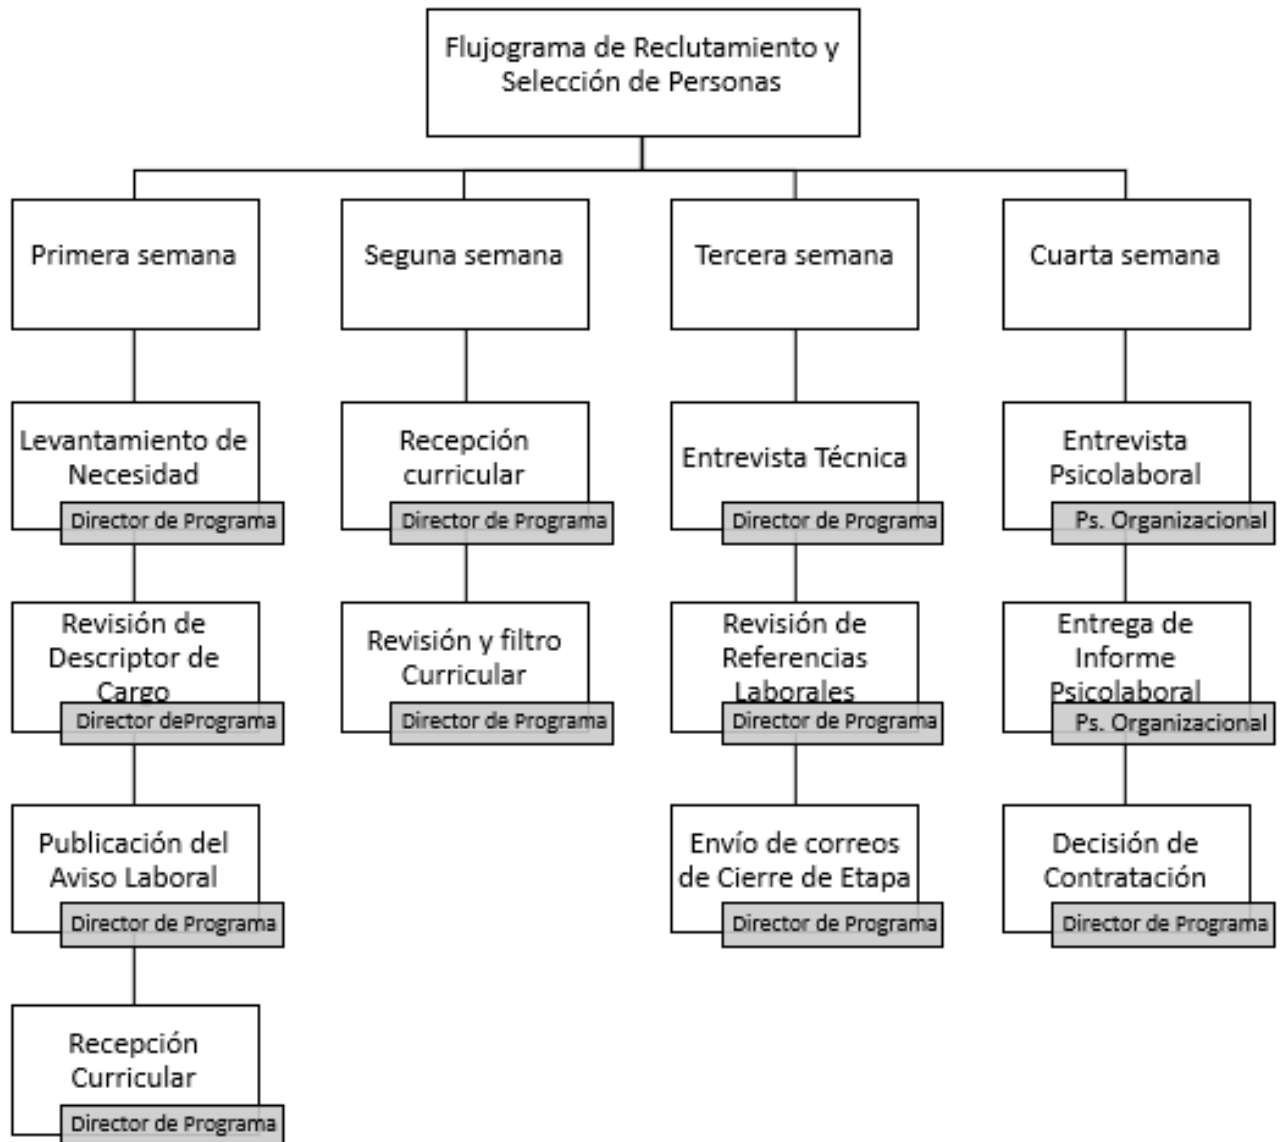 Flujograma de Reclutamiento y
Selección de Personas
Primera semana
Levantamiento de
Necesidad
Director de Programa
Revisión de
Descriptor de
Cargo
Director dePrograma
Publicación del
Aviso Laboral
Director de Programa
Recepción
Curricular
Director de Programa
Seguna semana
Recepción
curricular
Director de Programa
Revisión y filtro
Curricular
Director de Programa
Tercera semana
Entrevista Técnica
Director de Programa
Revisión de
Referencias
Laborales
Director de Programa
Envío de correos
de Cierre de Etapa
Director de Programa
Cuarta semana
Entrevista
Psicolaboral
Ps. Organizacional
Entrega de
Informe
Psicolaboral
Ps. Organizacional
Decisión de
Contratación
Director de Programa